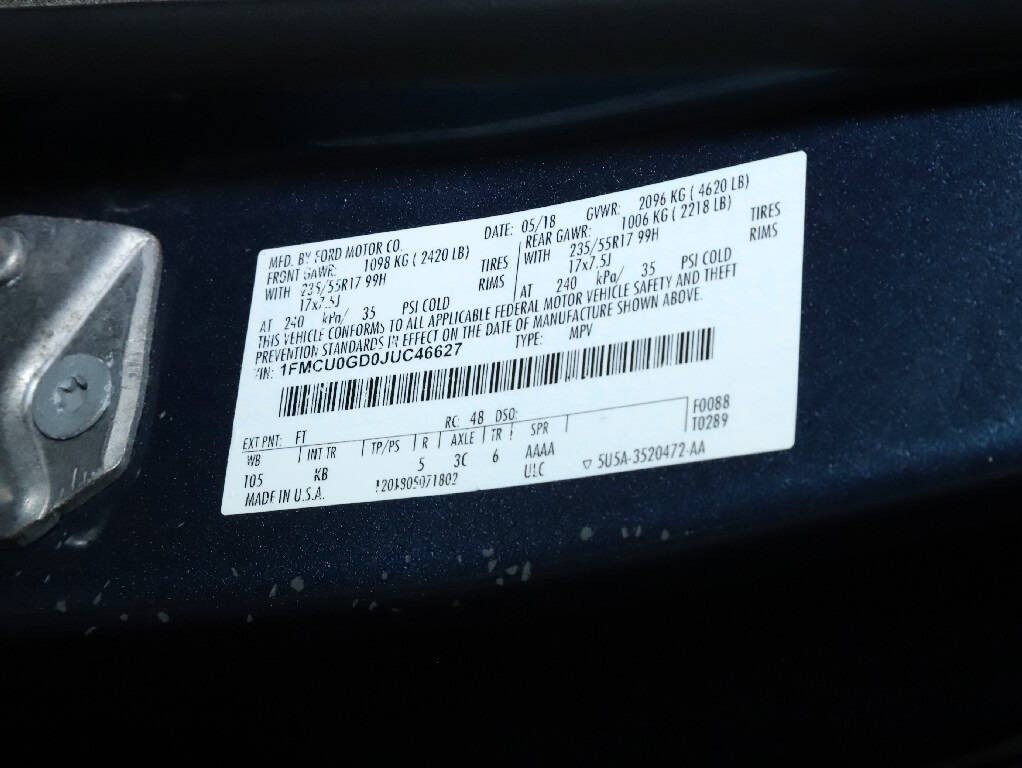 MFD. BY FORD MOTOR CO. DATE: 05/18 GVWR: 2096 KG ( 4620 LB)
FRONT GAWR: 1098 KG ( 2420 LB) REAR GAWR: 1006 KG ( 2218 LB)
WITH 235/55R17 99H TIRES WITH 235/55R17 99H TIRES
17x7.5J RIMS 17x7.5J RIMS
AT 240 kPa/ 35 PSI COLD AT 240 kPa/ 35 PSI COLD
THIS VEHICLE CONFORMS TO ALL APPLICABLE FEDERAL MOTOR VEHICLE SAFETY AND THEFT
PREVENTION STANDARDS IN EFFECT ON THE DATE OF MANUFACTURE SHOWN ABOVE.
VIN: 1FMCU0GD0JUC46627 TYPE: MPV
EXT PNT: FT RC: 48 DSO: F0088
WB INT TR TP/PS R AXLE TR SPR T0289
105 KB 5 3C 6 AAAA
MADE IN U.S.A. ULC ▽ 5U5A-3520472-AA